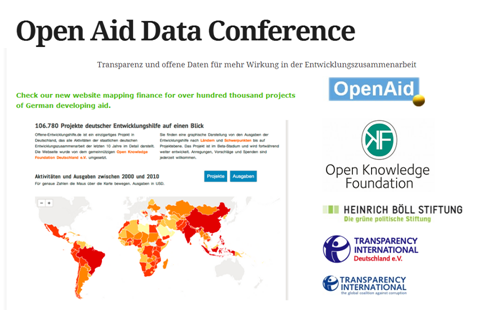 Open Aid Data Conference
Transparenz und offene Daten für mehr Wirkung in der Entwicklungszusammenarbeit
Check our new website mapping finance for over hundred thousand projects
of German developing aid.
106.780 Projekte deutscher Entwicklungshilfe auf einen Blick
Offene-Entwicklungshilfe.de ist ein einzigartiges Projekt in
Deutschland, das alle Aktivitäten der staatlichen deutschen
Entwicklungszusammenarbeit der letzten 10 Jahre im Detail darstellt.
Die Webseite wurde von dem gemeinnützigen Open Knowledge
Foundation Deutschland e.V. umgesetzt.
Sie finden eine graphische Darstellung von den Ausgaben der
Entwicklungshilfe nach Ländern und Schwerpunkten bis auf
Projektebene. Das Projekt ist im Beta-Stadium und wird fortwährend
weiter entwickelt. Anregungen, Vorschläge und Spenden sind
jederzeit willkommen.
Aktivitäten und Ausgaben zwischen 2000 und 2010
Für genaue Zahlen die Maus über die Karte bewegen. Ausgaben in USD.
Projekte
Ausgaben
OpenAid
Open Knowledge
Foundation
HEINRICH BÖLL STIFTUNG
Die grüne politische Stiftung
TRANSPARENCY
INTERNATIONAL
Deutschland e.V.
TRANSPARENCY
INTERNATIONAL
the global coalition against corruption